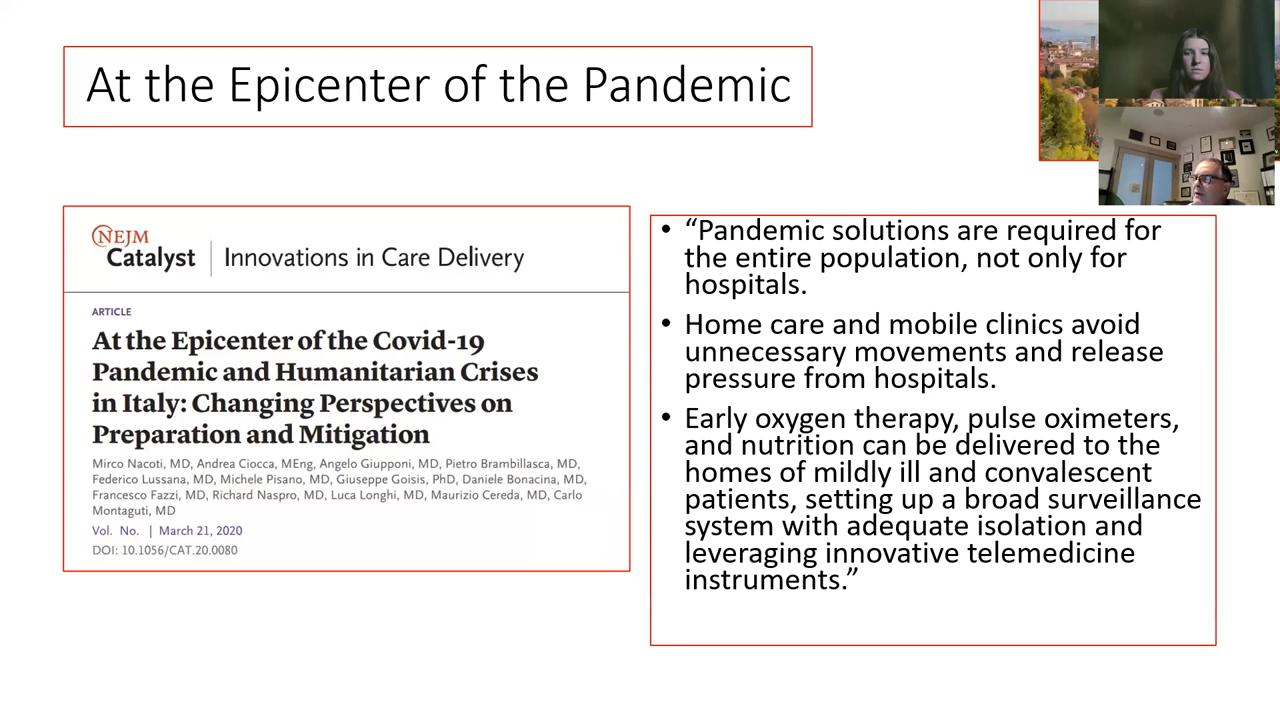 At the Epicenter of the Pandemic
NEJM
Catalyst
Innovations in Care Delivery
ARTICLE
At the Epicenter of the Covid-19
Pandemic and Humanitarian Crises
in Italy: Changing Perspectives on
Preparation and Mitigation
Mirco Nacoti, MD, Andrea Ciocca, MEng, Angelo Giupponi, MD, Pietro Brambillasca, MD,
Federico Lussana, MD, Michele Pisano, MD, Giuseppe Goisis, PhD, Daniele Bonacina, MD,
Francesco Fazzi, MD, Richard Naspro, MD, Luca Longhi, MD, Maurizio Cereda, MD, Carlo
Montaguti, MD
Vol. No. | March 21, 2020
DOI: 10.1056/CAT.20.0080
• “Pandemic solutions are required for
the entire population, not only for
hospitals.
• Home care and mobile clinics avoid
unnecessary movements and release
pressure from hospitals.
• Early oxygen therapy, pulse oximeters,
and nutrition can be delivered to the
homes of mildly ill and convalescent
patients, setting up a broad surveillance
system with adequate isolation and
leveraging innovative telemedicine
instruments.”